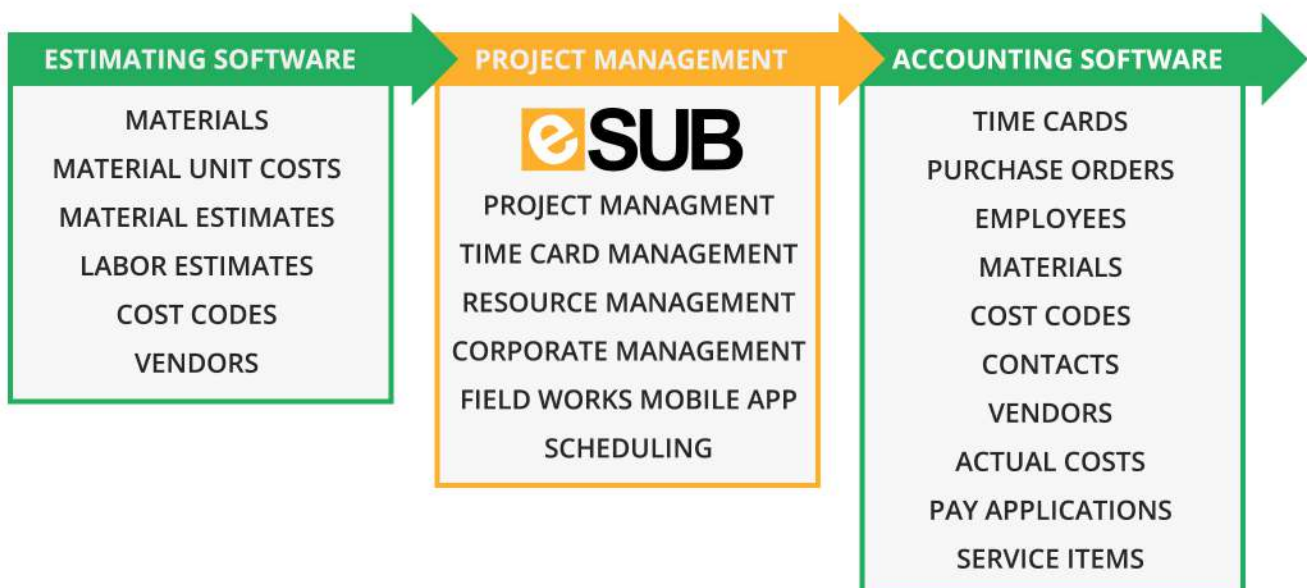 ESTIMATING SOFTWARE
MATERIALS
MATERIAL UNIT COSTS
MATERIAL ESTIMATES
LABOR ESTIMATES
COST CODES
VENDORS
PROJECT MANAGEMENT
eSUB
PROJECT MANAGMENT
TIME CARD MANAGEMENT
RESOURCE MANAGEMENT
CORPORATE MANAGEMENT
FIELD WORKS MOBILE APP
SCHEDULING
ACCOUNTING SOFTWARE
TIME CARDS
PURCHASE ORDERS
EMPLOYEES
MATERIALS
COST CODES
CONTACTS
VENDORS
ACTUAL COSTS
PAY APPLICATIONS
SERVICE ITEMS